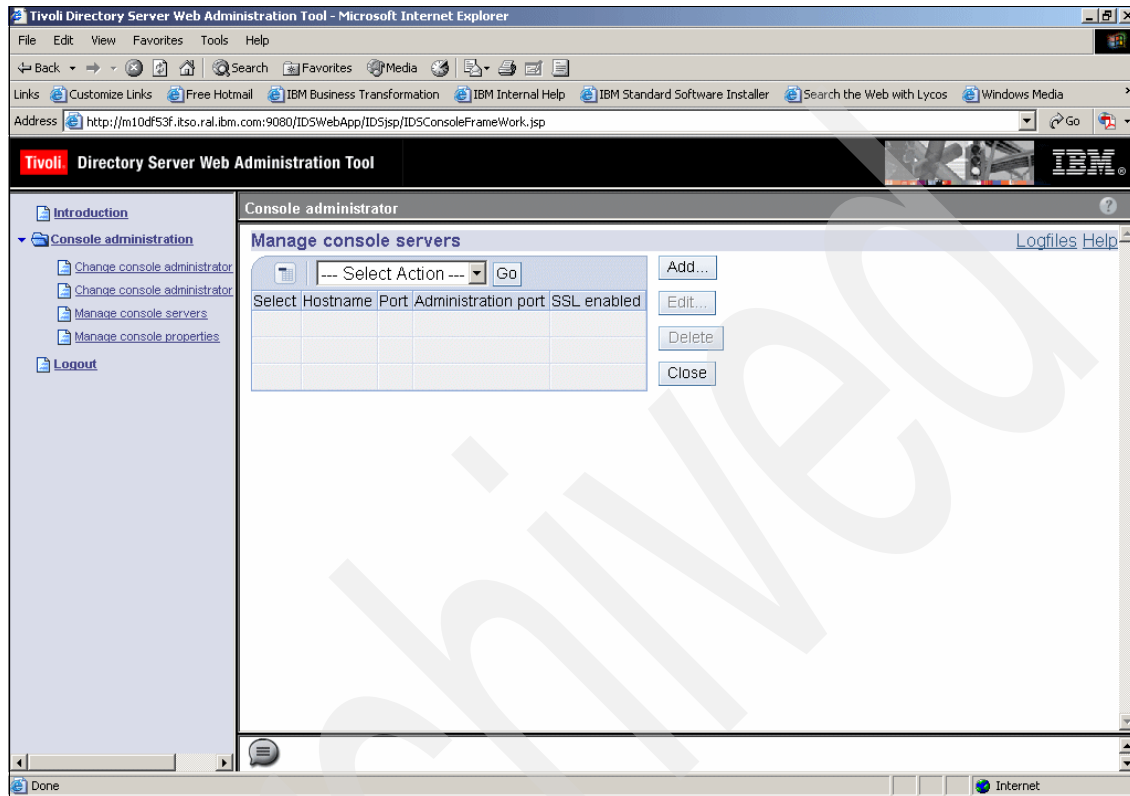 Tivoli Directory Server Web Administration Tool - Microsoft Internet Explorer
File Edit View Favorites Tools Help
Back Search Favorites Media
Links Customize Links Free Hotmail IBM Business Transformation IBM Internal Help IBM Standard Software Installer Search the Web with Lycos Windows Media
Address http://m10df53f.itso.ral.ibm.com:9080/IDSWebApp/IDSjsp/IDSConsoleFrameWork.jsp Go
Tivoli. Directory Server Web Administration Tool IBM®
Introduction
Console administration
Change console administrator
Change console administrator
Manage console servers
Manage console properties
Logout
Console administrator
Manage console servers Logfiles Help
--- Select Action --- Go
Select Hostname Port Administration port SSL enabled
Add...
Edit...
Delete
Close
Done Internet
chived